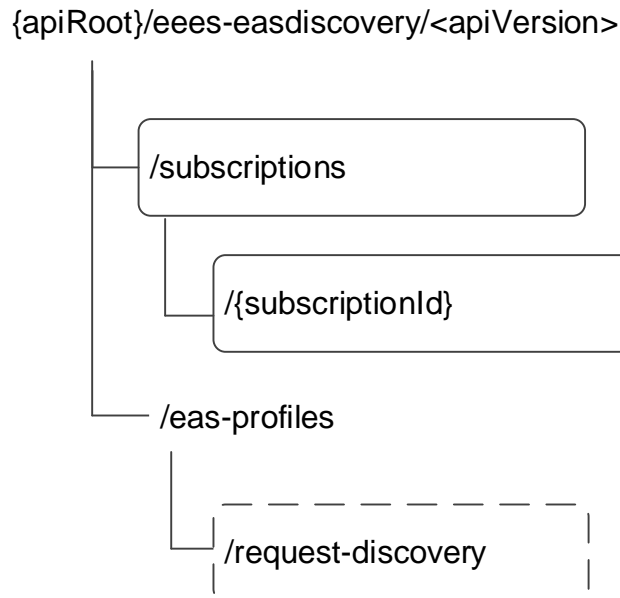 {apiRoot}/eees-easdiscovery/<apiVersion>
/subscriptions
/{subscriptionId}
/eas-profiles
/request-discovery